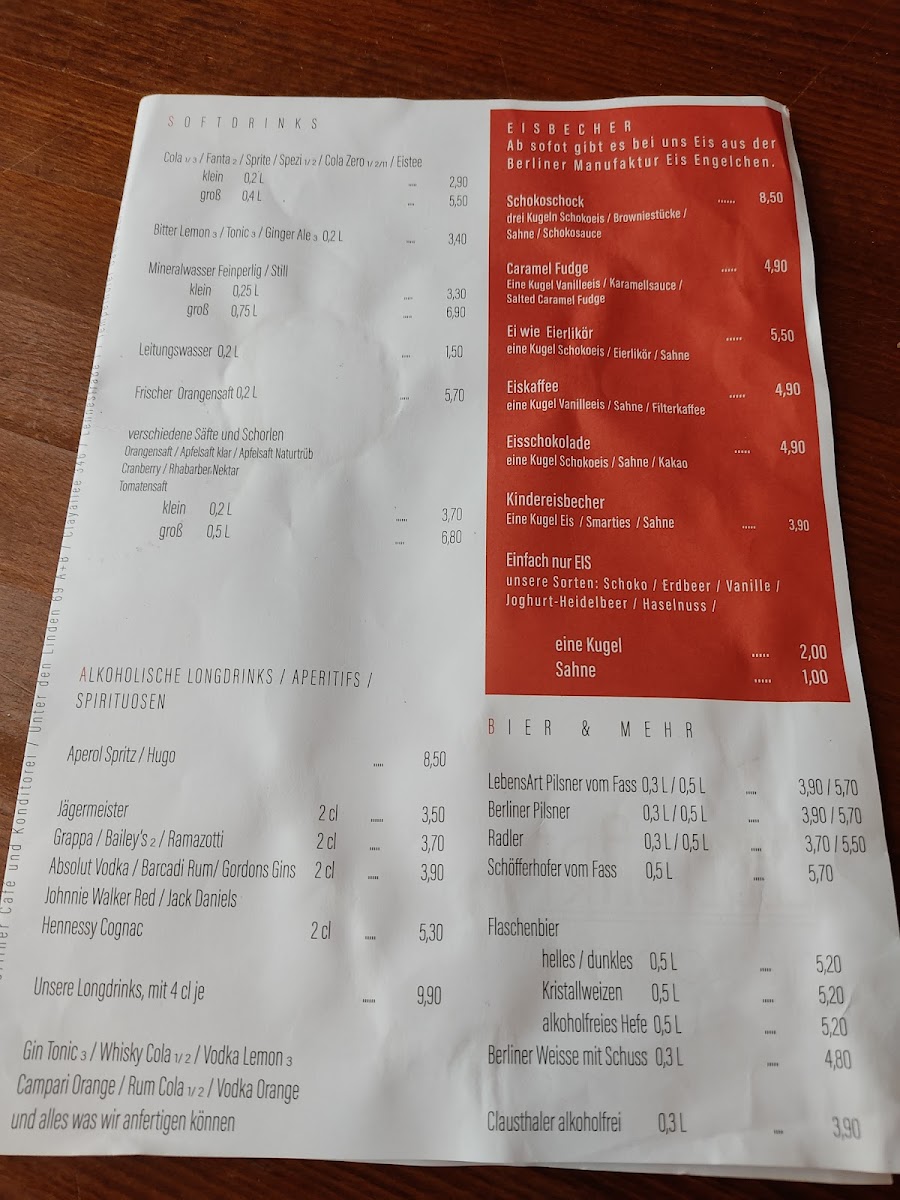 SOFTDRINKS
Cola 1/3 / Fanta 2 / Sprite / Spezi 1/2 / Cola Zero 1/2/11 / Eistee
klein 0,2 L .... 2,90
groß 0,4 L ... 5,50
Bitter Lemon 3 / Tonic 3 / Ginger Ale 3 0,2 L .... 3,40
Mineralwasser Feinperlig / Still
klein 0,25 L .... 3,30
groß 0,75 L .... 6,90
Leitungswasser 0,2 L .... 1,50
Frischer Orangensaft 0,2 L .... 5,70
verschiedene Säfte und Schorlen
Orangensaft / Apfelsaft klar / Apfelsaft Naturtrüb
Cranberry / Rhabarber.Nektar
Tomatensaft
klein 0,2 L ..... 3,70
groß 0,5 L .... 6,80
ALKOHOLISCHE LONGDRINKS / APERITIFS /
SPIRITUOSEN
Aperol Spritz / Hugo .... 8,50
Jägermeister 2 cl ..... 3,50
Grappa / Bailey's 2 / Ramazotti 2 cl .... 3,70
Absolut Vodka / Barcadi Rum/ Gordons Gins 2 cl .... 3,90
Johnnie Walker Red / Jack Daniels
Hennessy Cognac 2 cl ..... 5,30
Unsere Longdrinks, mit 4 cl je ..... 9,90
Gin Tonic 3 / Whisky Cola 1/2 / Vodka Lemon 3
Campari Orange / Rum Cola 1/2 / Vodka Orange
und alles was wir anfertigen können
EISBECHER
Ab sofot gibt es bei uns Eis aus der
Berliner Manufaktur Eis Engelchen.
Schokoschock ...... 8,50
drei Kugeln Schokoeis / Browniestücke /
Sahne / Schokosauce
Caramel Fudge ..... 4,90
Eine Kugel Vanilleeis / Karamellsauce /
Salted Caramel Fudge
Ei wie Eierlikör ..... 5,50
eine Kugel Schokoeis / Eierlikör / Sahne
Eiskaffee ..... 4,90
eine Kugel Vanilleeis / Sahne / Filterkaffee
Eisschokolade ..... 4,90
eine Kugel Schokoeis / Sahne / Kakao
Kindereisbecher
Eine Kugel Eis / Smarties / Sahne ..... 3,90
Einfach nur EIS
unsere Sorten: Schoko / Erdbeer / Vanille /
Joghurt-Heidelbeer / Haselnuss /
eine Kugel ..... 2,00
Sahne ..... 1,00
BIER & MEHR
LebensArt Pilsner vom Fass 0,3 L / 0,5 L .... 3,90 / 5,70
Berliner Pilsner 0,3 L / 0,5 L .... 3,90 / 5,70
Radler 0,3 L / 0,5 L .... 3,70 / 5,50
Schöfferhofer vom Fass 0,5 L .... 5,70
Flaschenbier
helles / dunkles 0,5 L .... 5,20
Kristallweizen 0,5 L .... 5,20
alkoholfreies Hefe 0,5 L .... 5,20
Berliner Weisse mit Schuss 0,3 L .... 4,80
Clausthaler alkoholfrei 0,3 L .... 3,90
Café und Konditorei / Unter den Linden 69 A+B / Clayallee 346 /